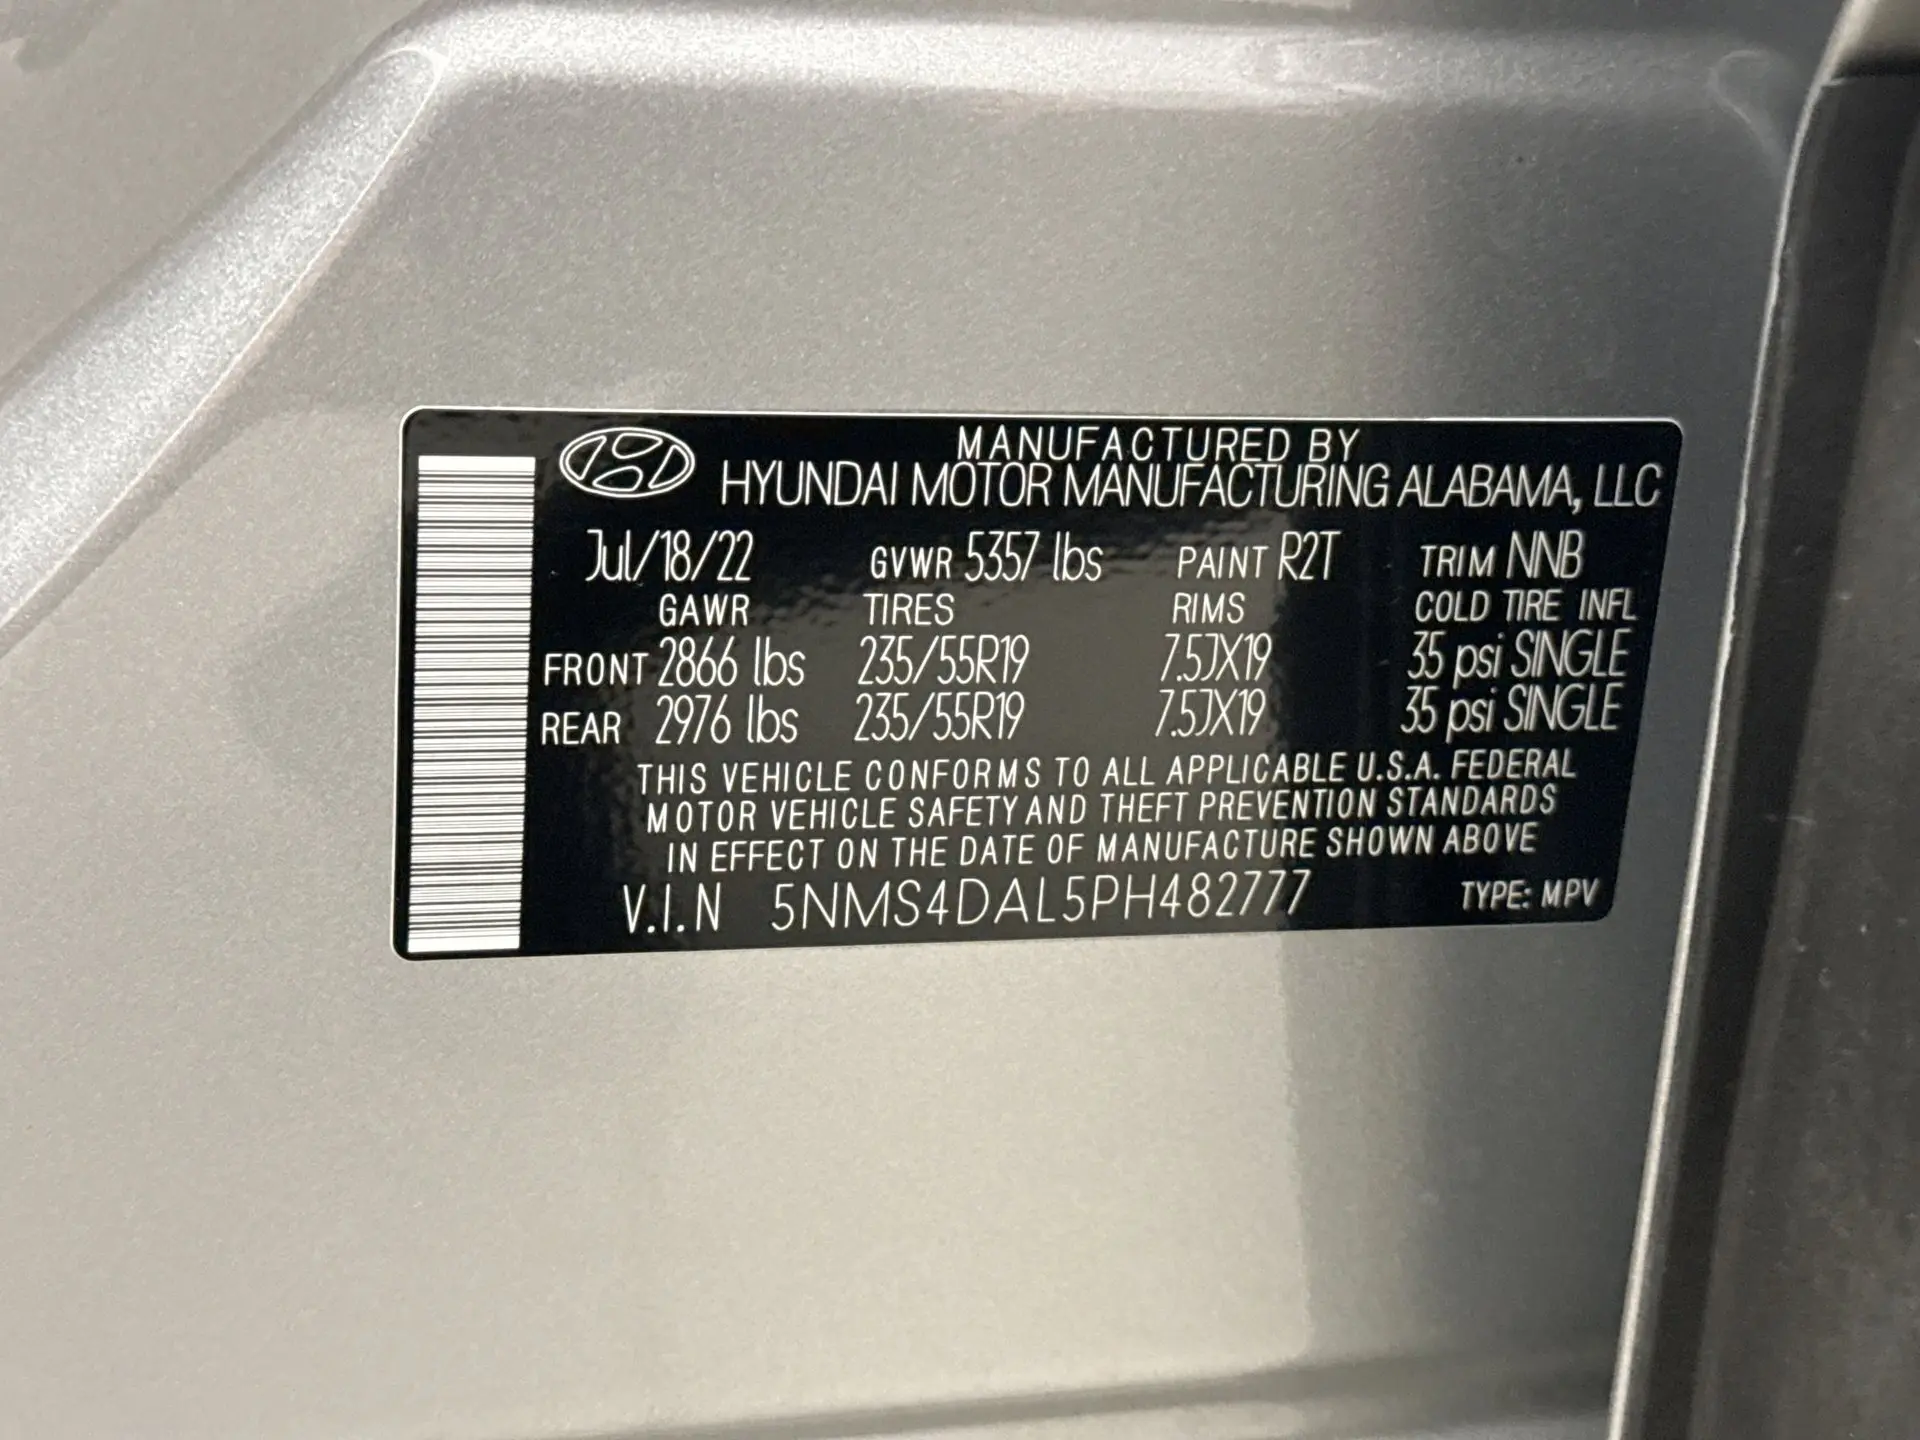 MANUFACTURED BY
HYUNDAI MOTOR MANUFACTURING ALABAMA, LLC
Jul/18/22 GVWR 5357 lbs PAINT R2T TRIM NNB
GAWR TIRES RIMS COLD TIRE INFL
FRONT 2866 lbs 235/55R19 7.5JX19 35 psi SINGLE
REAR 2976 lbs 235/55R19 7.5JX19 35 psi SINGLE
THIS VEHICLE CONFORMS TO ALL APPLICABLE U.S.A. FEDERAL
MOTOR VEHICLE SAFETY AND THEFT PREVENTION STANDARDS
IN EFFECT ON THE DATE OF MANUFACTURE SHOWN ABOVE
V.I.N 5NMS4DAL5PH482777 TYPE: MPV